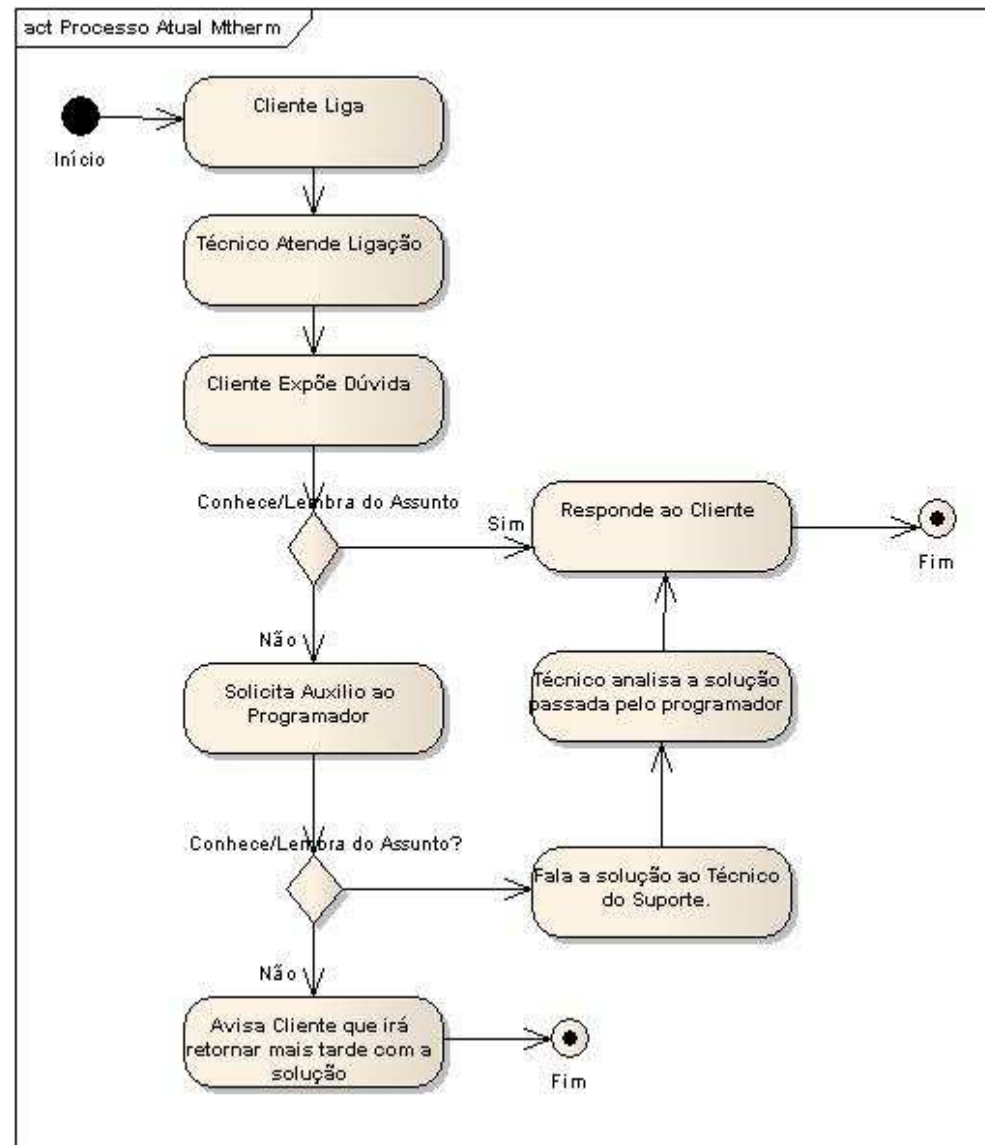 act Processo Atual Mtherm
Cliente Liga
Início
Técnico Atende Ligação
Cliente Expõe Dúvida
Conhece/Lembra do Assunto
Sim
Responde ao Cliente
Fim
Não
Solicita Auxilio ao
Programador
Técnico analisa a solução
passada pelo programador
Conhece/Lembra do Assunto?
Fala a solução ao Técnico
do Suporte.
Não
Avisa Cliente que irá
retornar mais tarde com a
solução
Fim